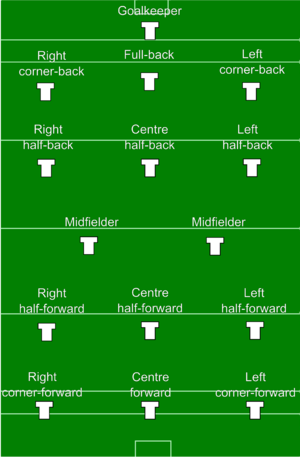 Goalkeeper
Right
corner-back
Full-back
Left
corner-back
Right
half-back
Centre
half-back
Left
half-back
Midfielder
Midfielder
Right
half-forward
Centre
half-forward
Left
half-forward
Right
corner-forward
Centre
forward
Left
corner-forward